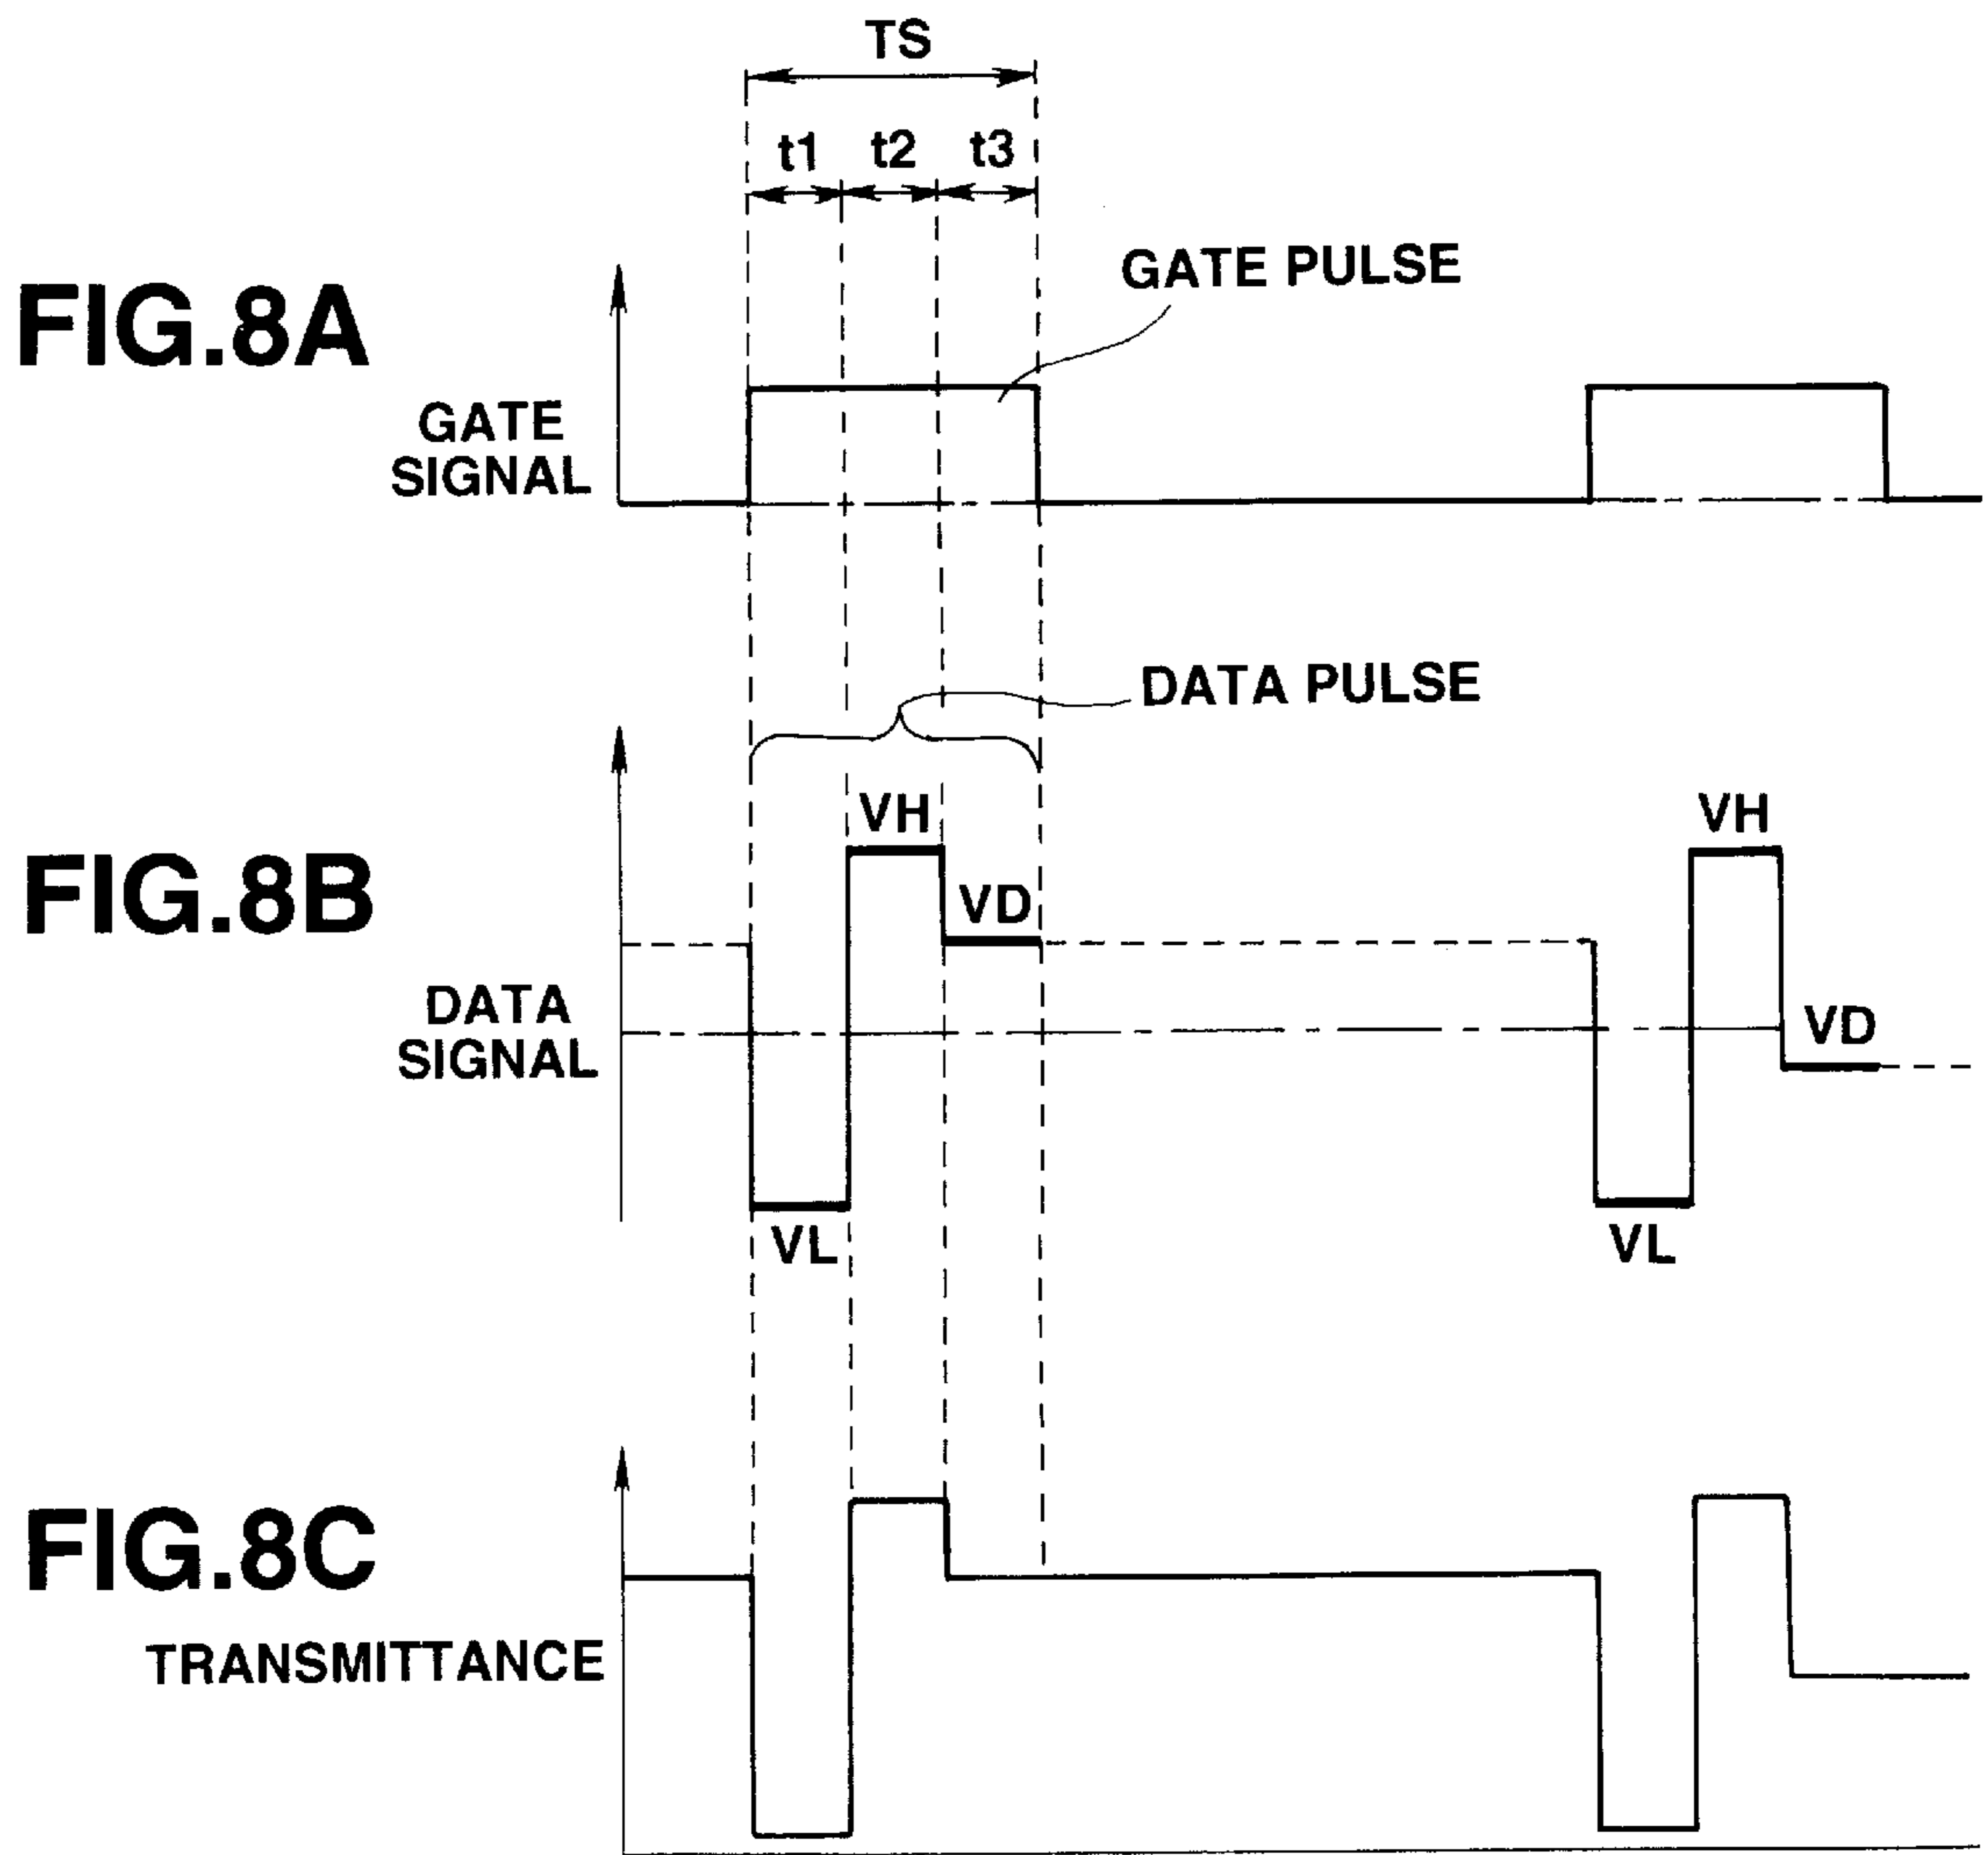 TS
t1 t2 t3
GATE PULSE
FIG.8A
GATE
SIGNAL
DATA PULSE
VH VH
FIG.8B
VD
DATA
SIGNAL
VD
VL VL
FIG.8C
TRANSMITTANCE